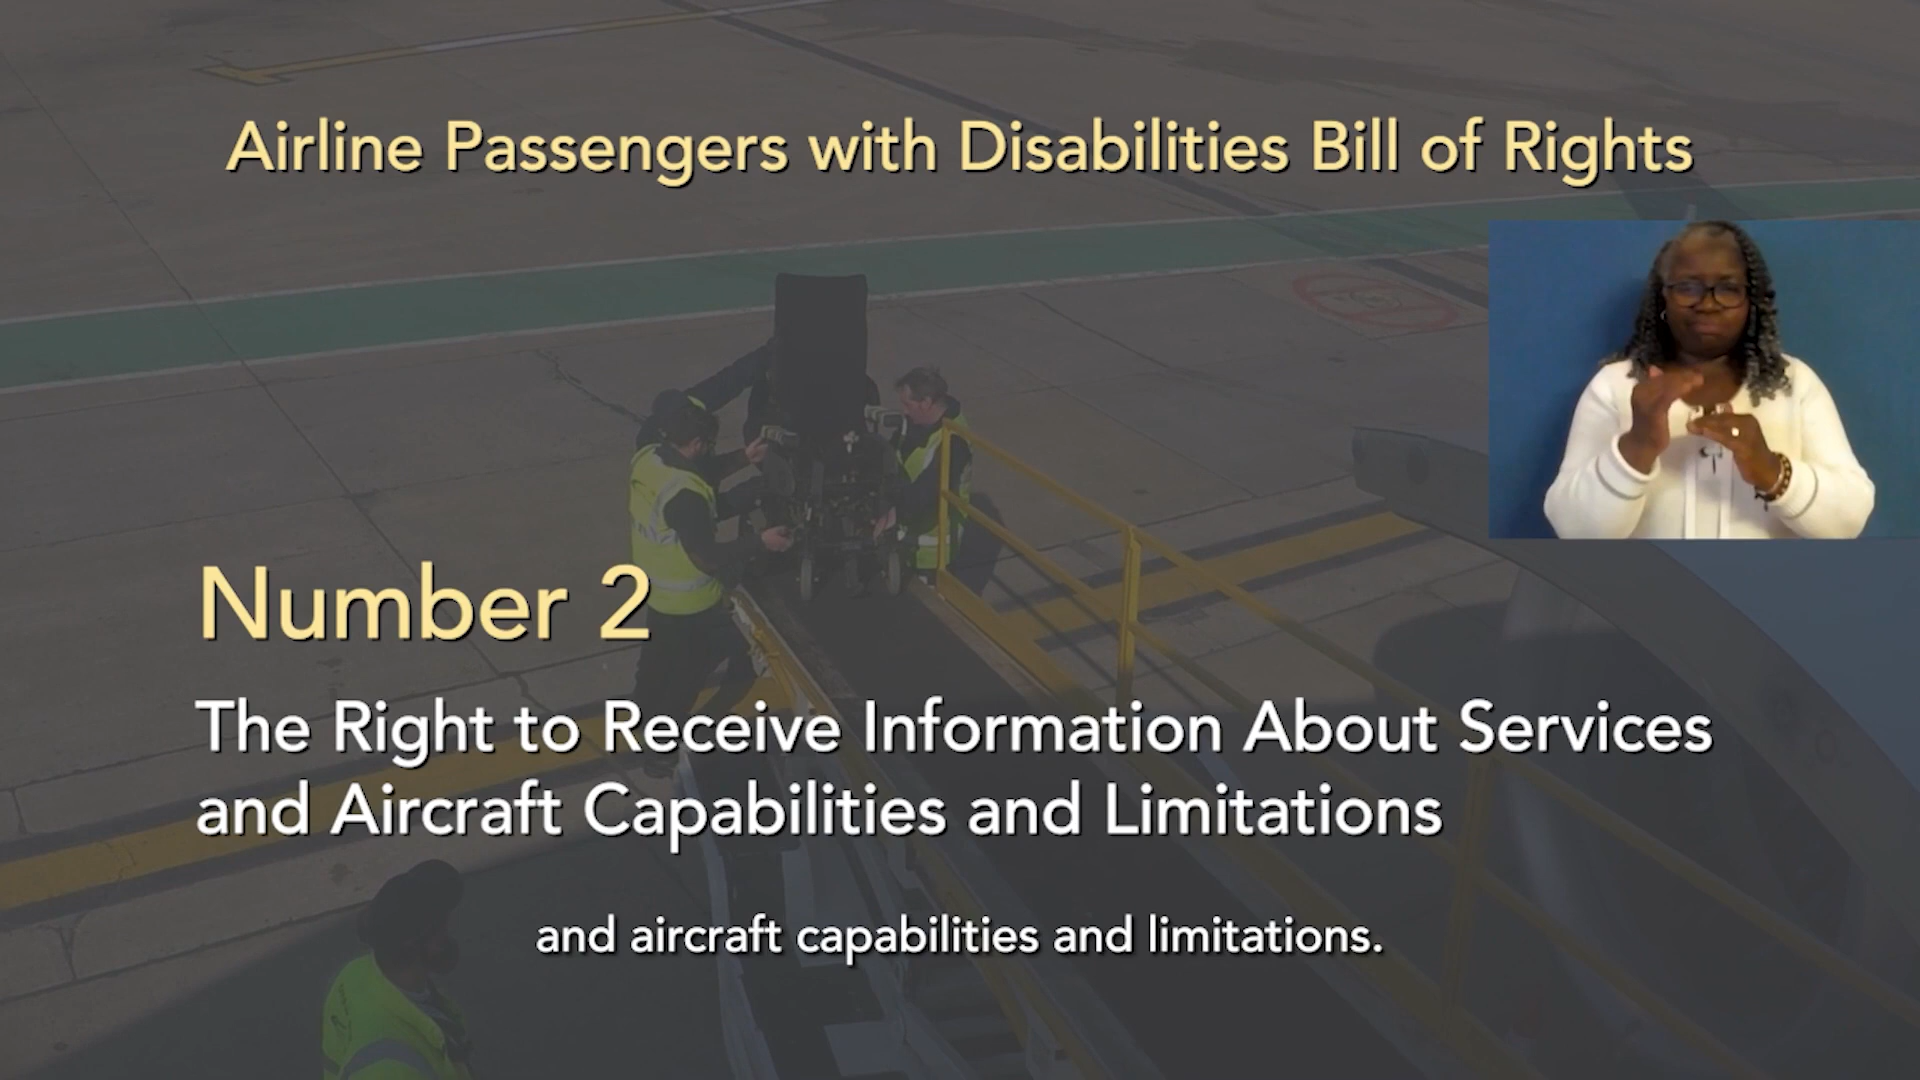 Airline Passengers with Disabilities Bill of Rights
Number 2
The Right to Receive Information About Services
and Aircraft Capabilities and Limitations
and aircraft capabilities and limitations.